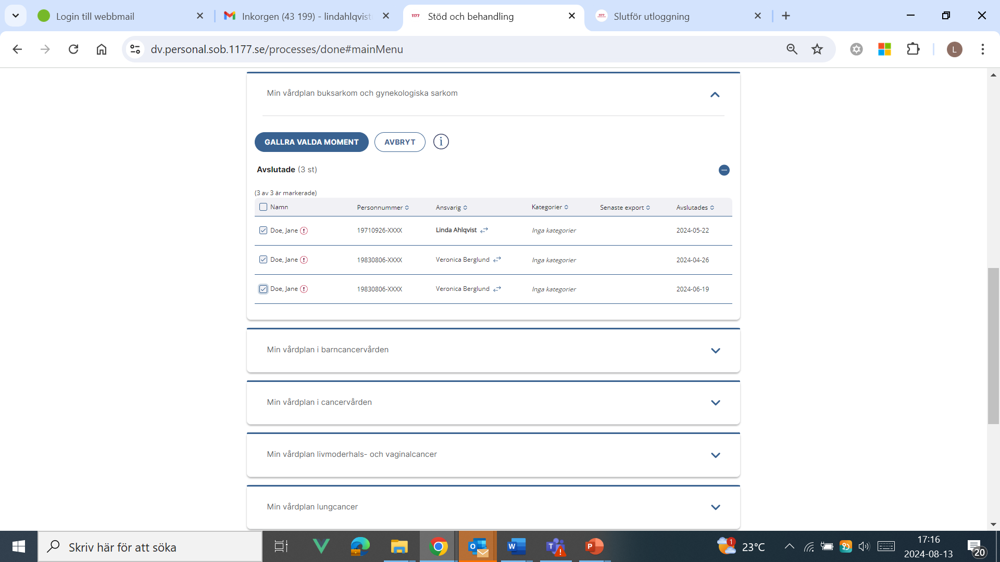 Login till webbmail
Inkorgen (43 199) - lindahlqvist
1177 Stöd och behandling
1177 Slutför utloggning
dv.personal.sob.1177.se/processes/done#mainMenu
L
Min vårdplan buksarkom och gynekologiska sarkom
GALLRA VALDA MOMENT AVBRYT i
Avslutade (3 st)
(3 av 3 är markerade)
Namn Personnummer Ansvarig Kategorier Senaste export Avslutades
Doe, Jane ! 19710926-XXXX Linda Ahlqvist Inga kategorier 2024-05-22
Doe, Jane ! 19830806-XXXX Veronica Berglund Inga kategorier 2024-04-26
Doe, Jane ! 19830806-XXXX Veronica Berglund Inga kategorier 2024-06-19
Min vårdplan i barncancervården
Min vårdplan i cancervården
Min vårdplan livmoderhals- och vaginalcancer
Min vårdplan lungcancer
Skriv här för att söka
1 23°C
17:16
2024-08-13
20